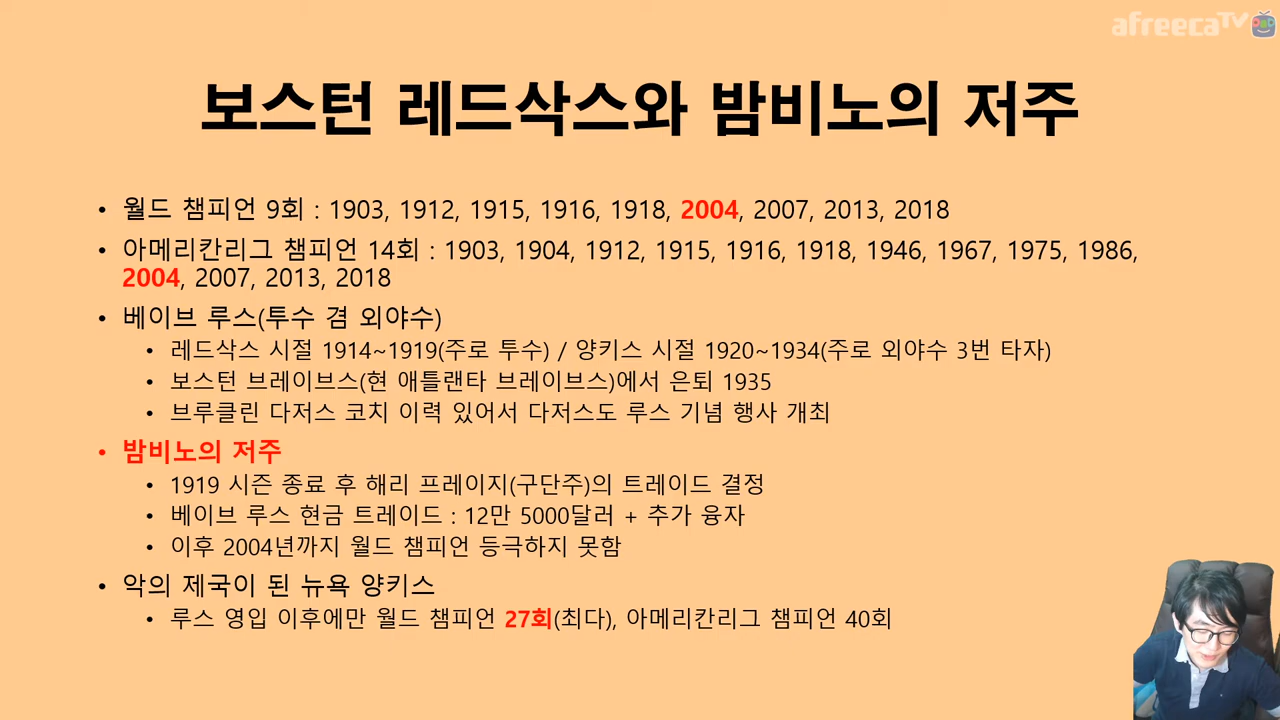 afreecaTV
보스턴 레드삭스와 밤비노의 저주
• 월드 챔피언 9회 : 1903, 1912, 1915, 1916, 1918, 2004, 2007, 2013, 2018
• 아메리칸리그 챔피언 14회 : 1903, 1904, 1912, 1915, 1916, 1918, 1946, 1967, 1975, 1986,
2004, 2007, 2013, 2018
• 베이브 루스(투수 겸 외야수)
• 레드삭스 시절 1914~1919(주로 투수) / 양키스 시절 1920~1934(주로 외야수 3번 타자)
• 보스턴 브레이브스(현 애틀랜타 브레이브스)에서 은퇴 1935
• 브루클린 다저스 코치 이력 있어서 다저스도 루스 기념 행사 개최
• 밤비노의 저주
• 1919 시즌 종료 후 해리 프레이지(구단주)의 트레이드 결정
• 베이브 루스 현금 트레이드 : 12만 5000달러 + 추가 융자
• 이후 2004년까지 월드 챔피언 등극하지 못함
• 악의 제국이 된 뉴욕 양키스
• 루스 영입 이후에만 월드 챔피언 27회(최다), 아메리칸리그 챔피언 40회